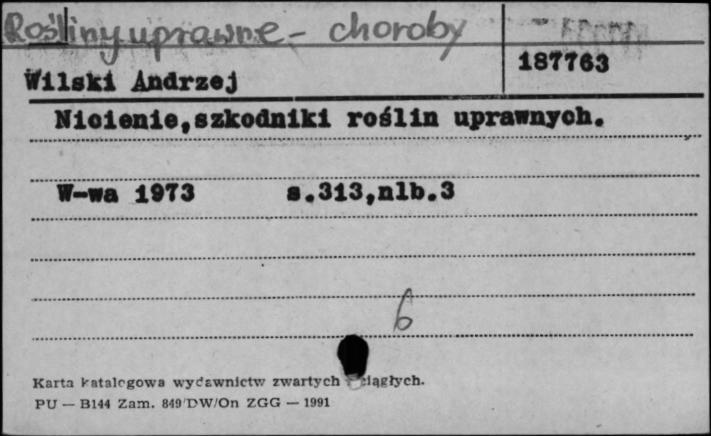 Rośliny uprawne - choroby
187763
Wilski Andrzej
Nicienie,szkodniki roślin uprawnych.
W-wa 1973 s.313,nlb.3
6
Karta katalogowa wydawnictw zwartych i ciągłych.
PU — B144 Zam. 849/DW/On ZGG — 1991